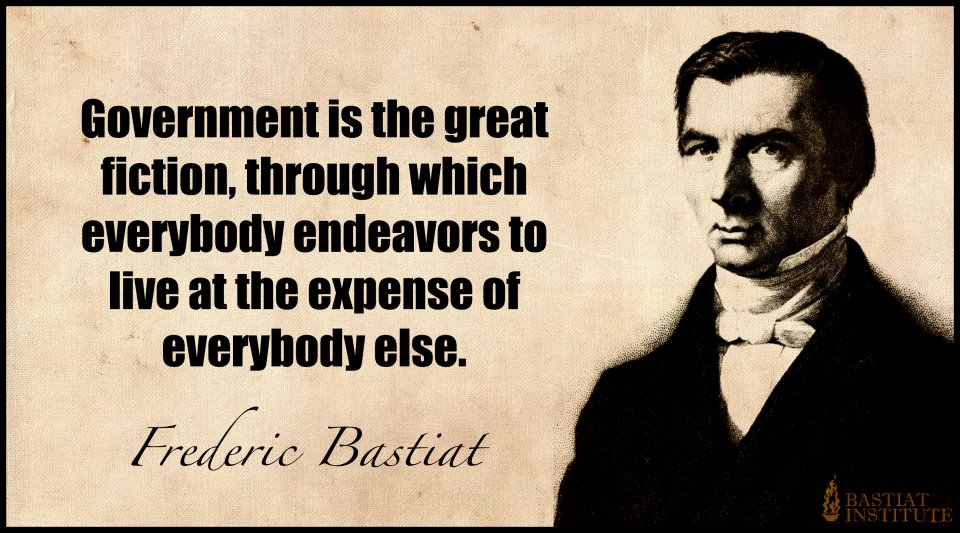 Government is the great
fiction, through which
everybody endeavors to
live at the expense of
everybody else.
Frederic Bastiat
BASTIAT
INSTITUTE